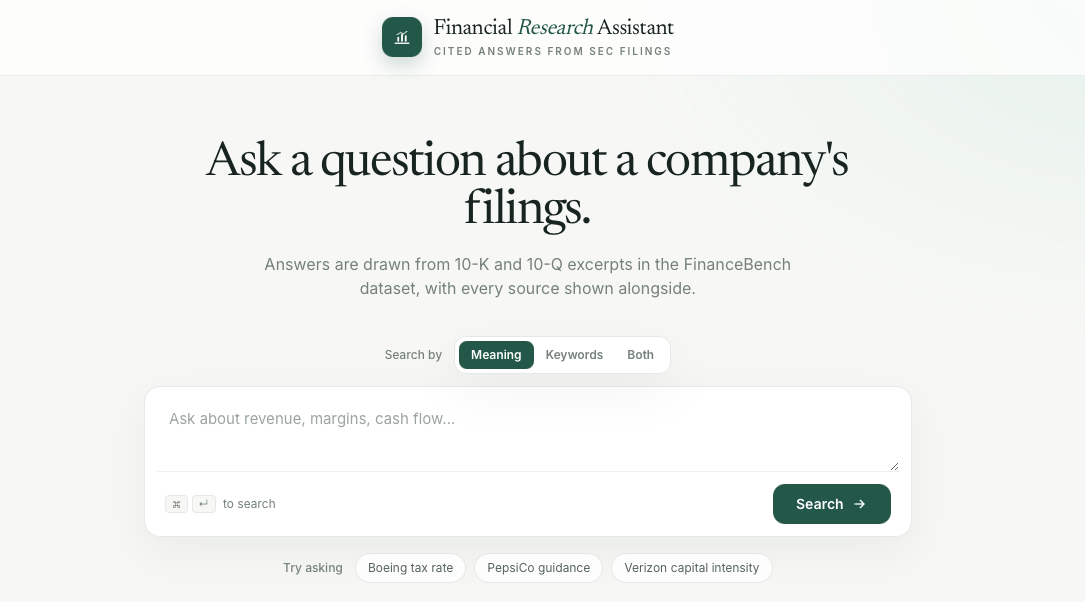 Financial Research Assistant
CITED ANSWERS FROM SEC FILINGS
Ask a question about a company's
filings.
Answers are drawn from 10-K and 10-Q excerpts in the FinanceBench
dataset, with every source shown alongside.
Search by Meaning Keywords Both
Ask about revenue, margins, cash flow...
⌘ ↵ to search Search →
Try asking Boeing tax rate PepsiCo guidance Verizon capital intensity